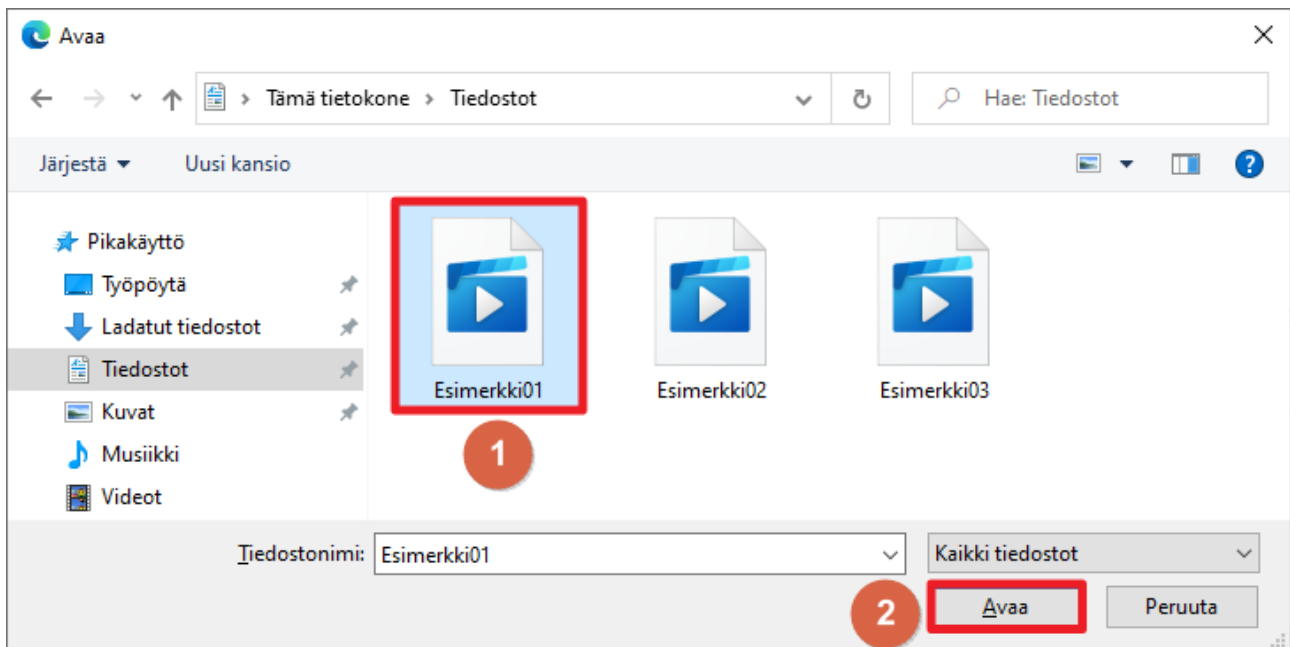 Avaa
Tämä tietokone > Tiedostot
Hae: Tiedostot
Järjestä
Uusi kansio
Pikakäyttö
Työpöytä
Ladatut tiedostot
Tiedostot
Kuvat
Musiikki
Videot
Esimerkki01
Esimerkki02
Esimerkki03
1
Tiedostonimi: Esimerkki01
Kaikki tiedostot
2
Avaa
Peruuta